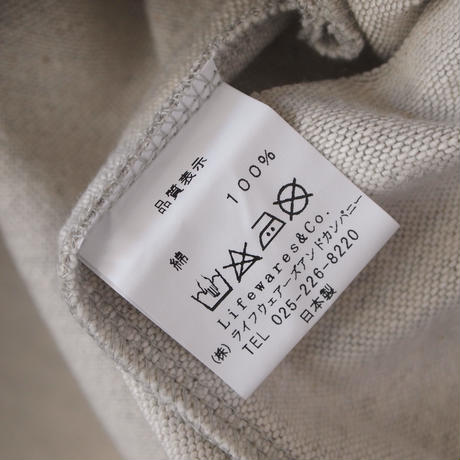 品質表示
綿 100%
Lifewares&Co.
(株)ライフウェアーズアンドカンパニー
TEL 025-226-8220
日本製